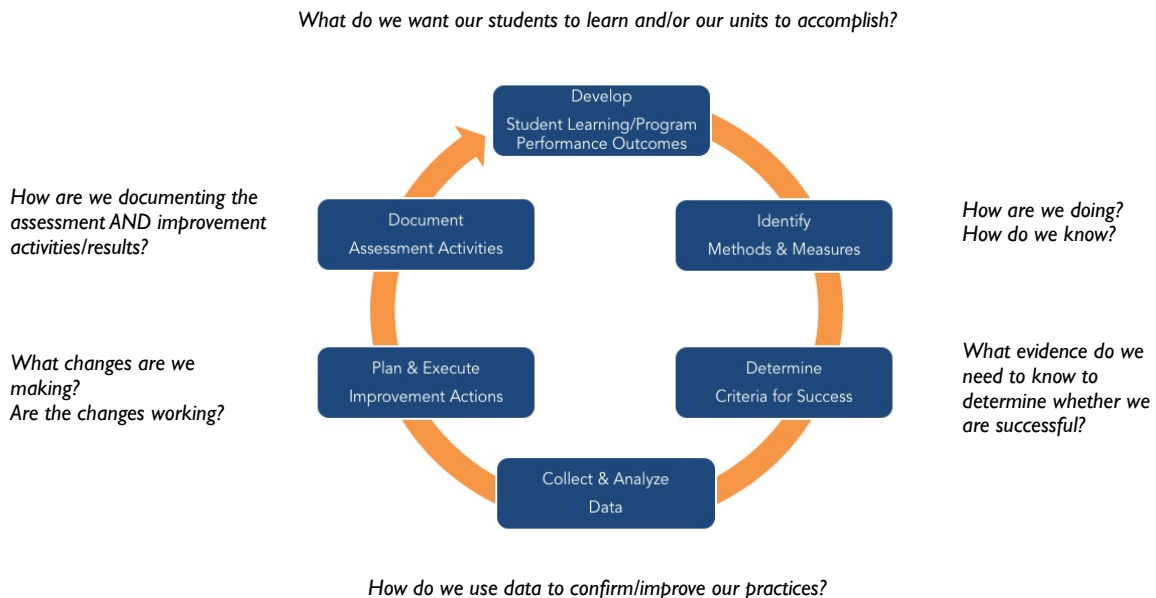 What do we want our students to learn and/or our units to accomplish?
Develop
Student Learning/Program
Performance Outcomes
How are we documenting the
assessment AND improvement
activities/results?
Document
Assessment Activities
Identify
Methods & Measures
How are we doing?
How do we know?
What changes are we
making?
Are the changes working?
Plan & Execute
Improvement Actions
Determine
Criteria for Success
What evidence do we
need to know to
determine whether we
are successful?
Collect & Analyze
Data
How do we use data to confirm/improve our practices?